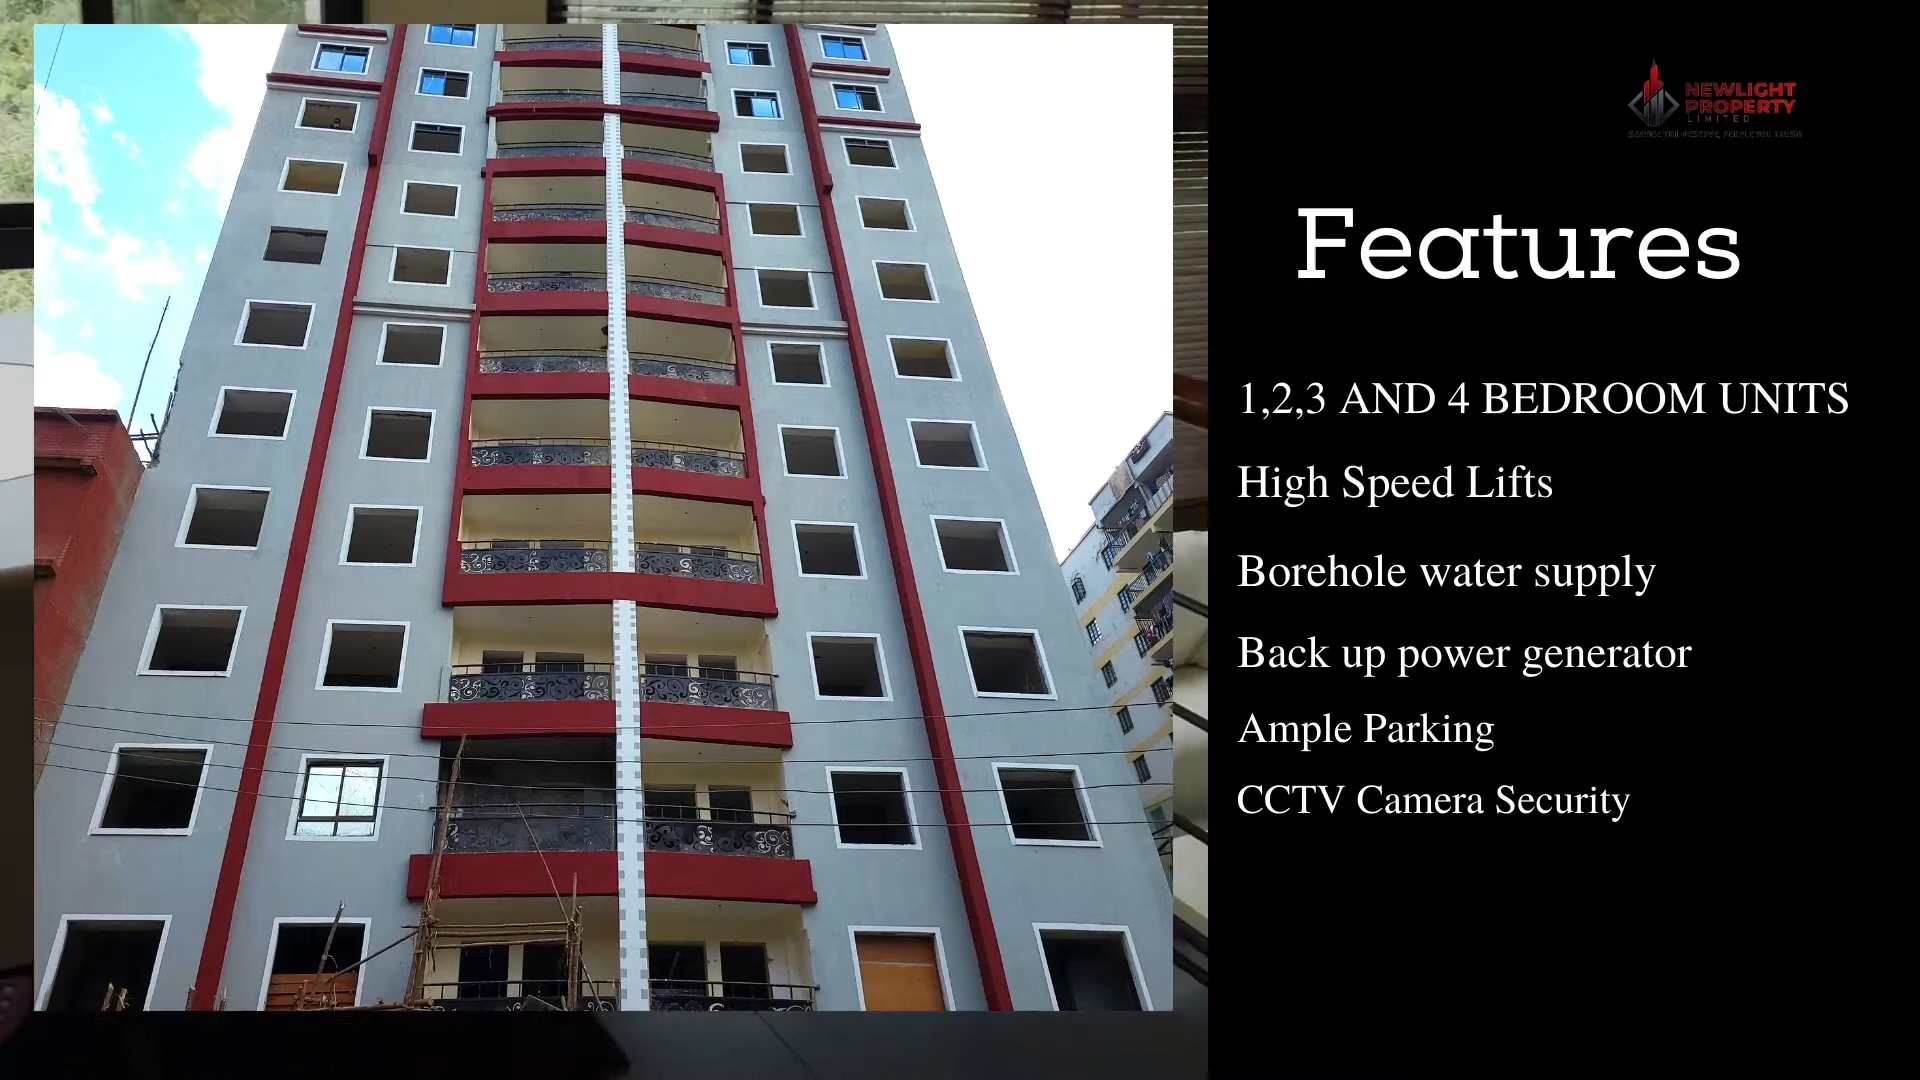 NEWLIGHT
PROPERTY
LIMITED
Features
1,2,3 AND 4 BEDROOM UNITS
High Speed Lifts
Borehole water supply
Back up power generator
Ample Parking
CCTV Camera Security